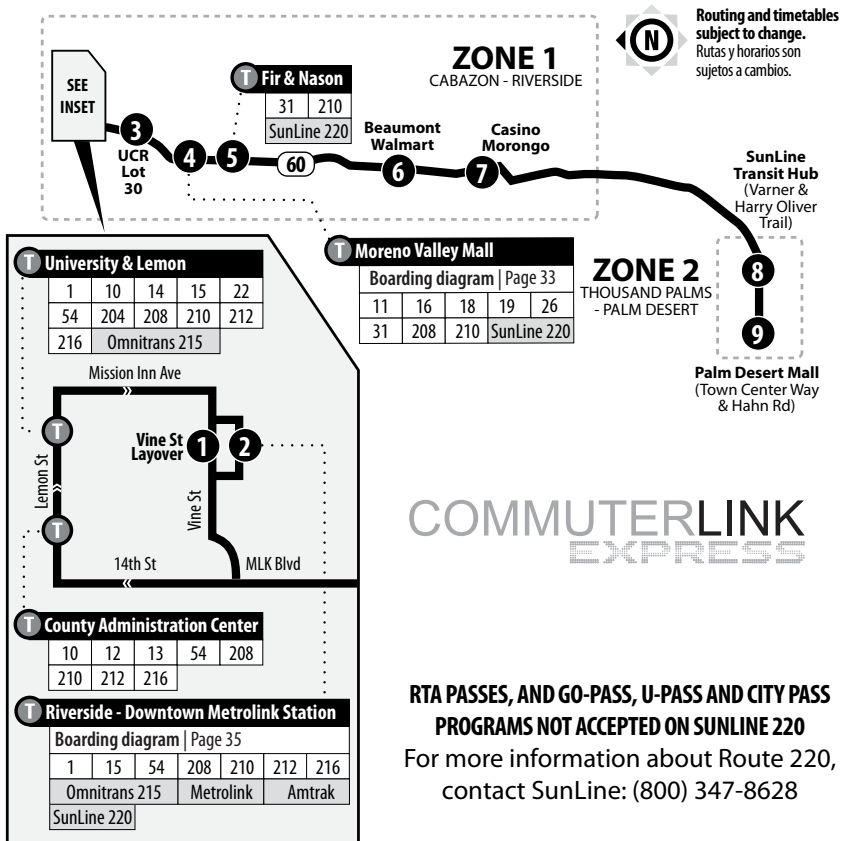 Routing and timetables
subject to change.
Rutas y horarios son
sujetos a cambios.
N
ZONE 1
CABAZON - RIVERSIDE
SEE
INSET
T Fir & Nason
31 210
SunLine 220
3
UCR
Lot
30
4
5
60
Beaumont
Walmart
6
Casino
Morongo
7
SunLine
Transit Hub
(Varner &
Harry Oliver
Trail)
8
9
Palm Desert Mall
(Town Center Way
& Hahn Rd)
ZONE 2
THOUSAND PALMS
- PALM DESERT
T Moreno Valley Mall
Boarding diagram | Page 33
11 16 18 19 26
31 208 210 SunLine 220
T University & Lemon
1 10 14 15 22
54 204 208 210 212
216 Omnitrans 215
Mission Inn Ave
T
Vine St
Layover
1
2
Lemon St
Vine St
T
14th St
MLK Blvd
T County Administration Center
10 12 13 54 208
210 212 216
T Riverside - Downtown Metrolink Station
Boarding diagram | Page 35
1 15 54 208 210 212 216
Omnitrans 215 Metrolink Amtrak
SunLine 220
COMMUTERLINK
EXPRESS
RTA PASSES, AND GO-PASS, U-PASS AND CITY PASS
PROGRAMS NOT ACCEPTED ON SUNLINE 220
For more information about Route 220,
contact SunLine: (800) 347-8628